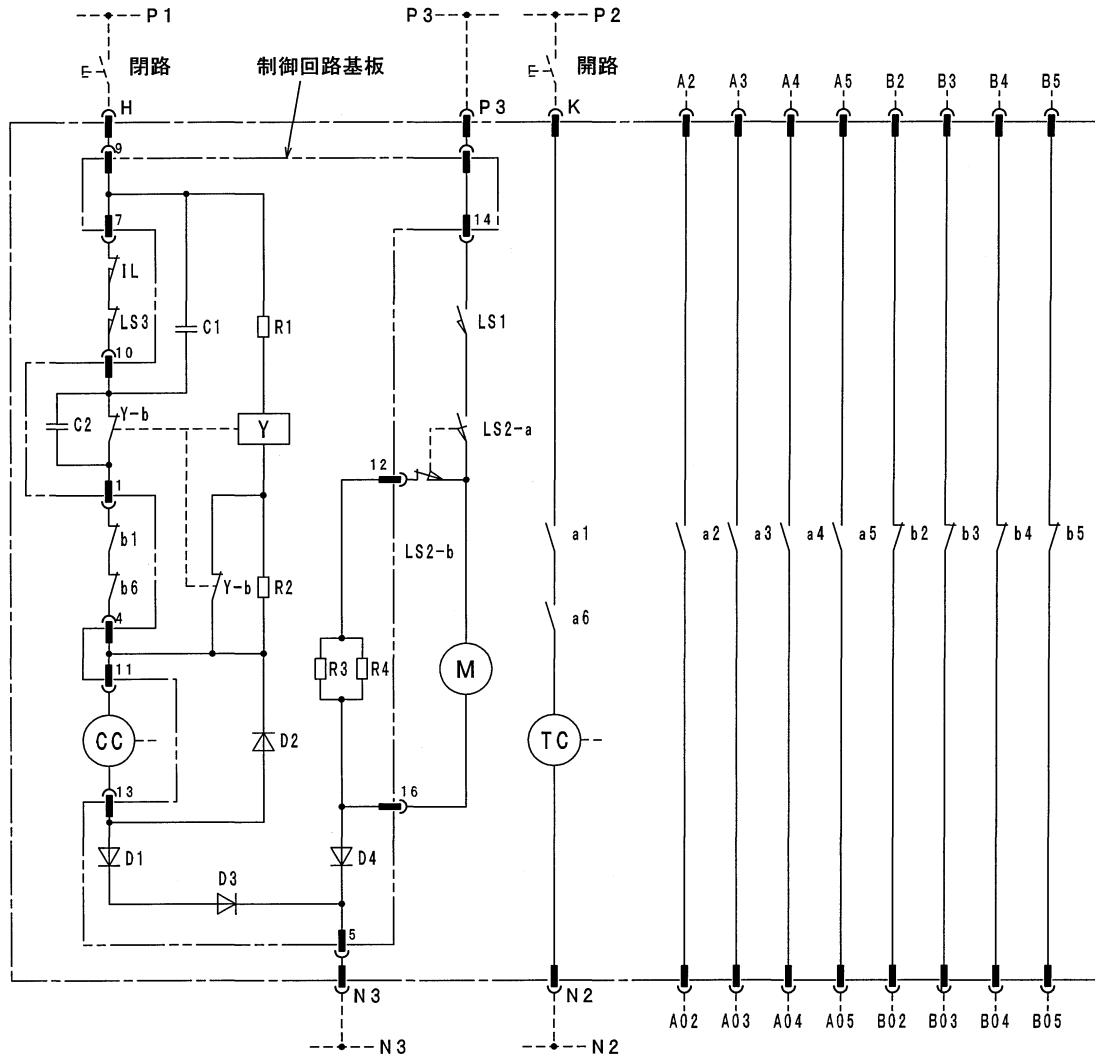 P1
P3
P2
閉路
制御回路基板
開路
A2
A3
A4
A5
B2
B3
B4
B5
H
P3
K
9
7
14
IL
LS3
C1
R1
LS1
10
C2
Y-b
Y
LS2-a
12
1
b1
LS2-b
a1
a2
a3
a4
a5
b2
b3
b4
b5
b6
Y-b
R2
a6
4
11
R3
R4
M
CC
D2
TC
13
16
D1
D4
D3
5
N3
N2
A02
A03
A04
A05
B02
B03
B04
B05
N3
N2